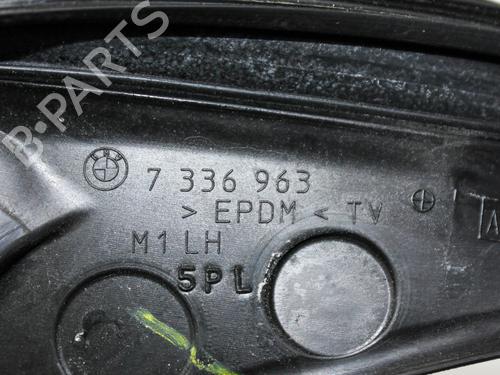 B-PARTS
7 336 963
> EPDM < TV
M1 LH
5PL